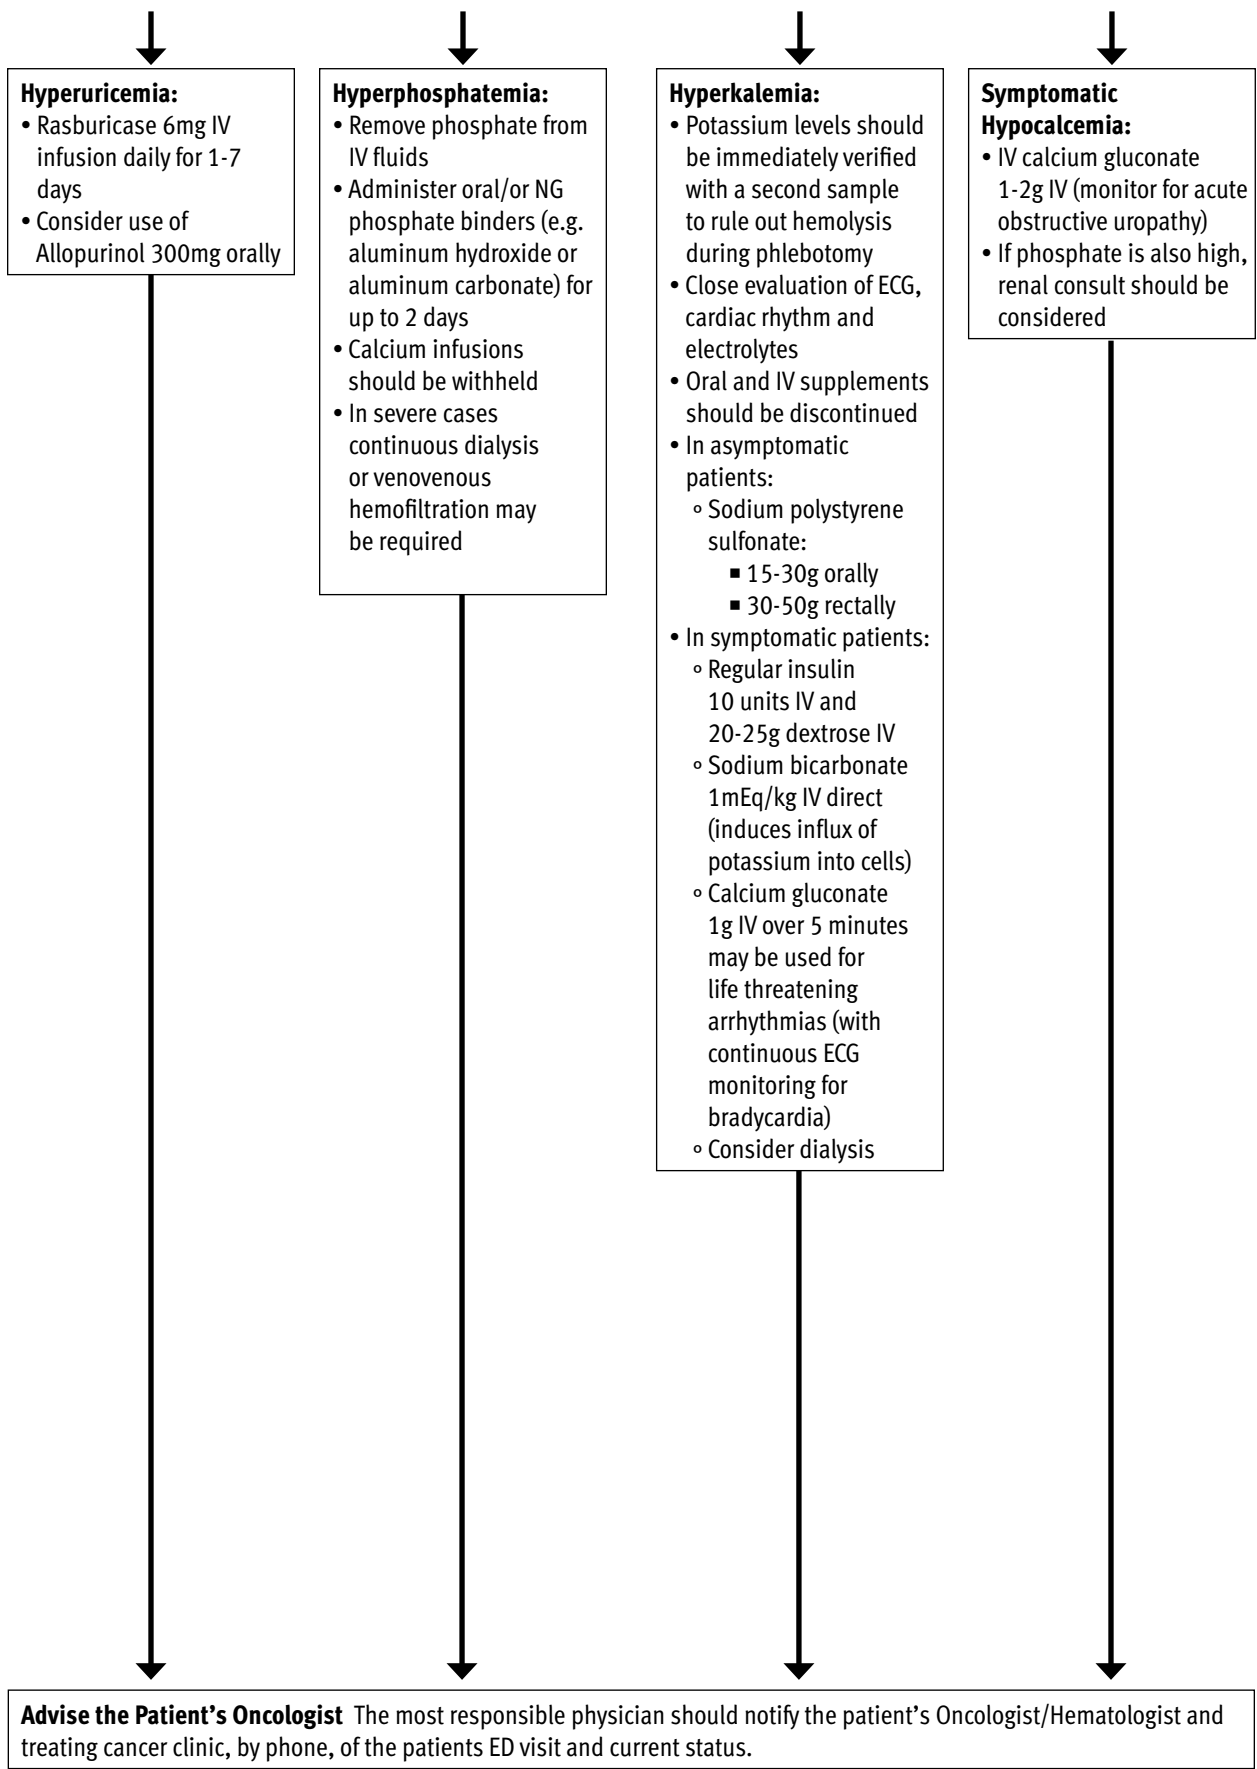 Hyperuricemia:
• Rasburicase 6mg IV
infusion daily for 1-7
days
• Consider use of
Allopurinol 300mg orally
Hyperphosphatemia:
• Remove phosphate from
IV fluids
• Administer oral/or NG
phosphate binders (e.g.
aluminum hydroxide or
aluminum carbonate) for
up to 2 days
• Calcium infusions
should be withheld
• In severe cases
continuous dialysis
or venovenous
hemofiltration may
be required
Hyperkalemia:
• Potassium levels should
be immediately verified
with a second sample
to rule out hemolysis
during phlebotomy
• Close evaluation of ECG,
cardiac rhythm and
electrolytes
• Oral and IV supplements
should be discontinued
• In asymptomatic
patients:
◦ Sodium polystyrene
sulfonate:
▪ 15-30g orally
▪ 30-50g rectally
• In symptomatic patients:
◦ Regular insulin
10 units IV and
20-25g dextrose IV
◦ Sodium bicarbonate
1mEq/kg IV direct
(induces influx of
potassium into cells)
◦ Calcium gluconate
1g IV over 5 minutes
may be used for
life threatening
arrhythmias (with
continuous ECG
monitoring for
bradycardia)
◦ Consider dialysis
Symptomatic
Hypocalcemia:
• IV calcium gluconate
1-2g IV (monitor for acute
obstructive uropathy)
• If phosphate is also high,
renal consult should be
considered
Advise the Patient’s Oncologist The most responsible physician should notify the patient’s Oncologist/Hematologist and
treating cancer clinic, by phone, of the patients ED visit and current status.